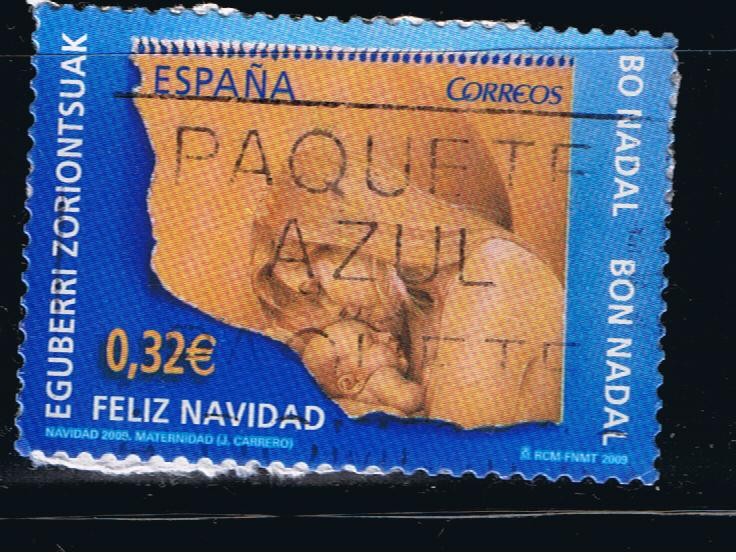 ESPAÑA
CORREOS
PAQUETE
AZUL
EGUBERRI ZORIONTSUAK
BO NADAL
BON NADAL
0,32€
FELIZ NAVIDAD
NAVIDAD 2009. MATERNIDAD (J. CARRERO)
RCM-FNMT 2009